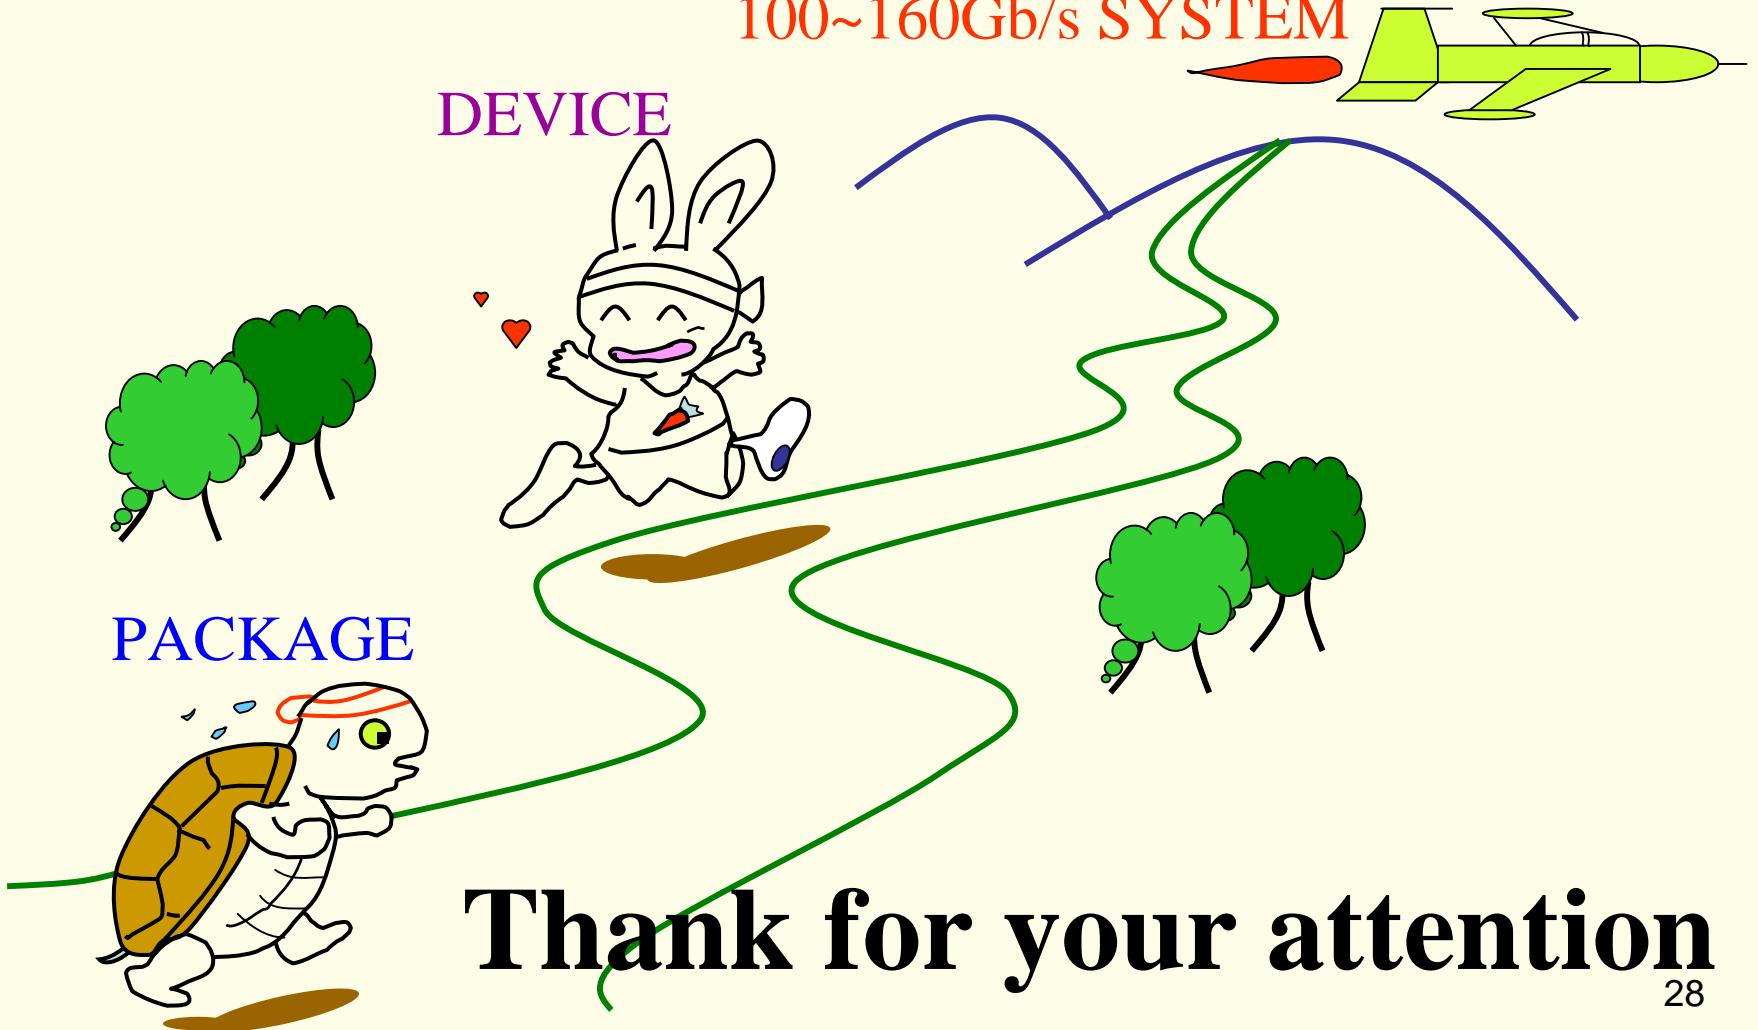 100~160Gb/s SYSTEM
DEVICE
PACKAGE
Thank for your attention
28